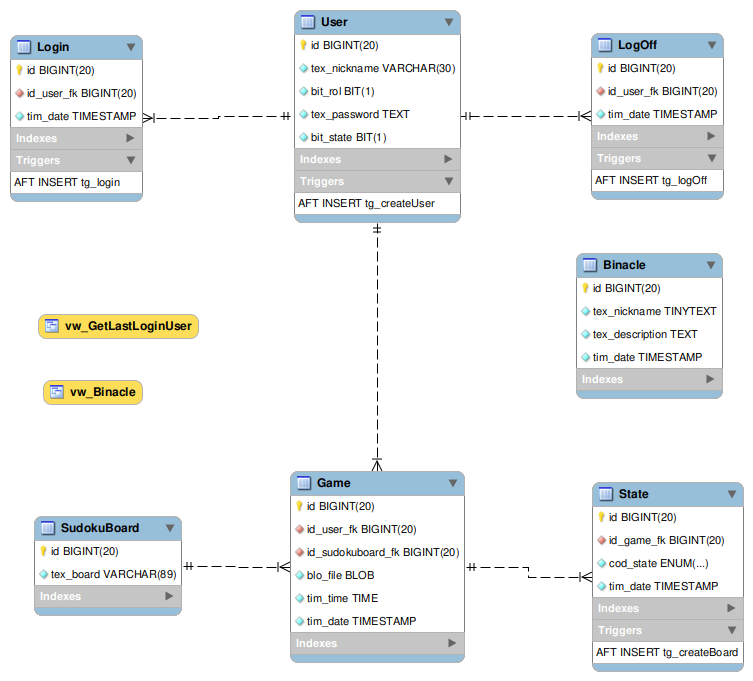 Login
id BIGINT(20)
id_user_fk BIGINT(20)
tim_date TIMESTAMP
Indexes
Triggers
AFT INSERT tg_login
User
id BIGINT(20)
tex_nickname VARCHAR(30)
bit_rol BIT(1)
tex_password TEXT
bit_state BIT(1)
Indexes
Triggers
AFT INSERT tg_createUser
LogOff
id BIGINT(20)
id_user_fk BIGINT(20)
tim_date TIMESTAMP
Indexes
Triggers
AFT INSERT tg_logOff
Binacle
id BIGINT(20)
tex_nickname TINYTEXT
tex_description TEXT
tim_date TIMESTAMP
Indexes
vw_GetLastLoginUser
vw_Binacle
SudokuBoard
id BIGINT(20)
tex_board VARCHAR(89)
Indexes
Game
id BIGINT(20)
id_user_fk BIGINT(20)
id_sudokuboard_fk BIGINT(20)
blo_file BLOB
tim_time TIME
tim_date TIMESTAMP
Indexes
State
id BIGINT(20)
id_game_fk BIGINT(20)
cod_state ENUM(...)
tim_date TIMESTAMP
Indexes
Triggers
AFT INSERT tg_createBoard